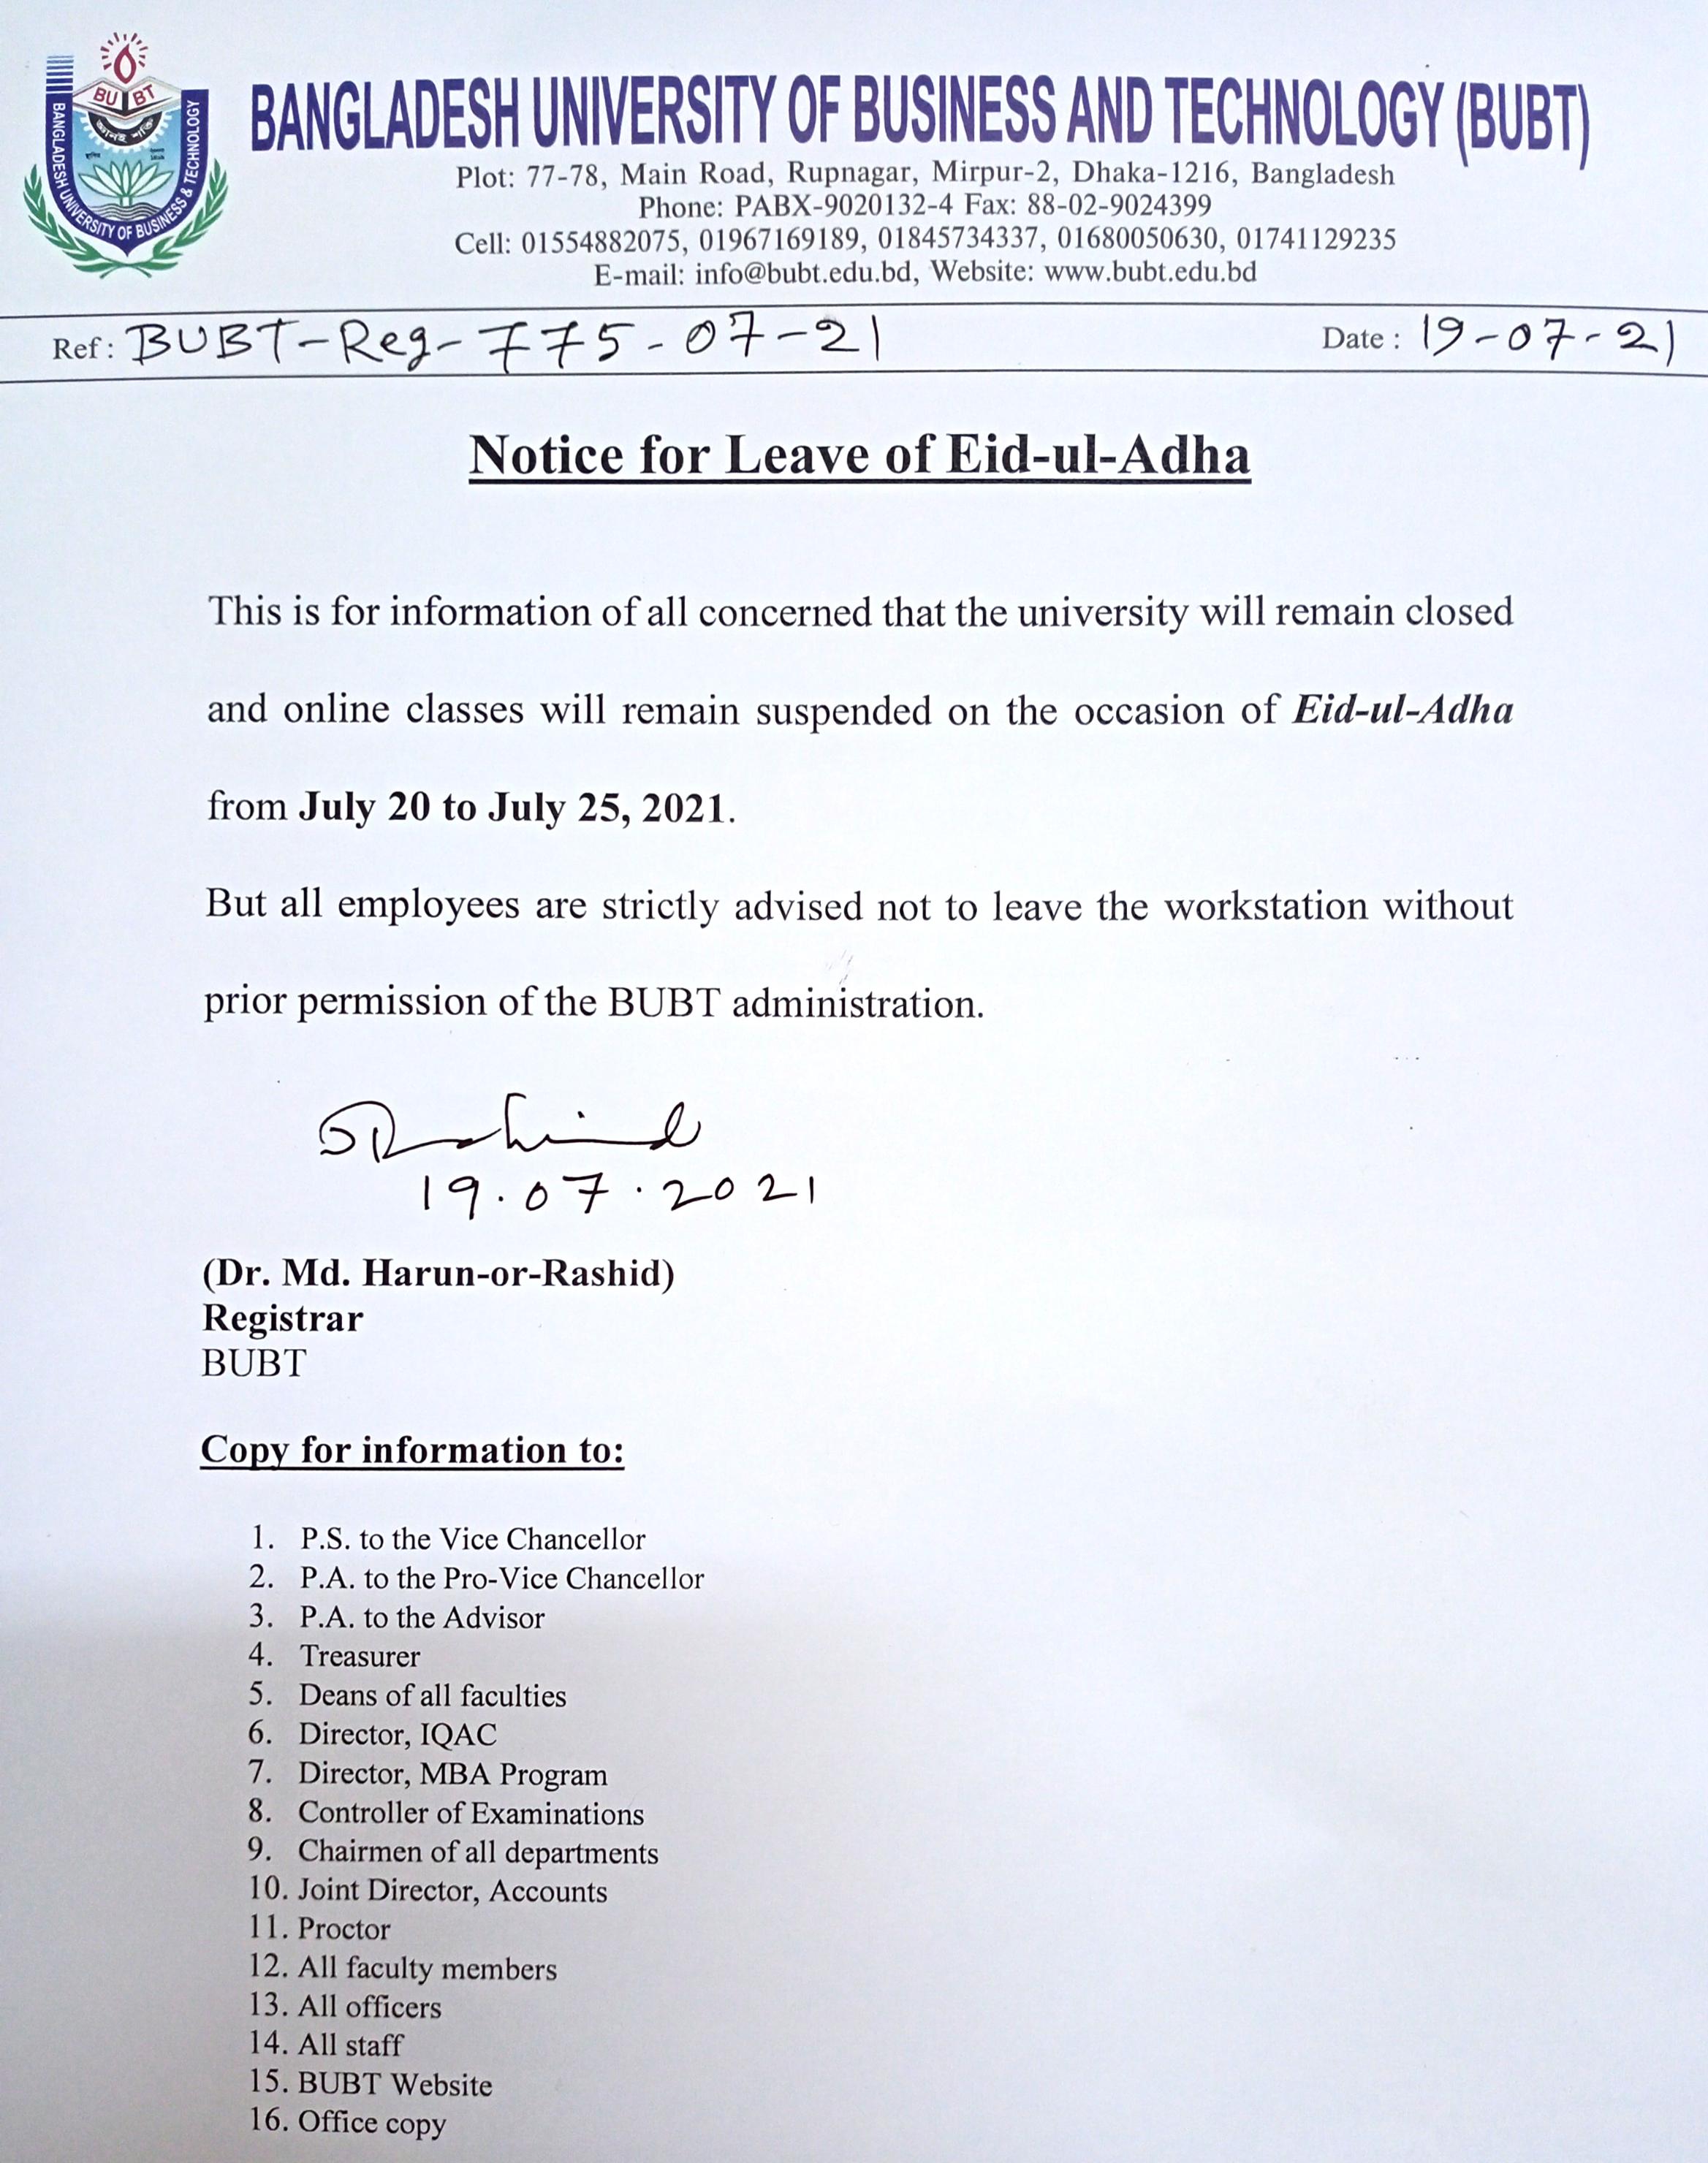 BU BT
জ্ঞানই শক্তি
BANGLADESH UNIVERSITY OF BUSINESS & TECHNOLOGY
BANGLADESH UNIVERSITY OF BUSINESS AND TECHNOLOGY (BUBT)
Plot: 77-78, Main Road, Rupnagar, Mirpur-2, Dhaka-1216, Bangladesh
Phone: PABX-9020132-4 Fax: 88-02-9024399
Cell: 01554882075, 01967169189, 01845734337, 01680050630, 01741129235
E-mail: info@bubt.edu.bd, Website: www.bubt.edu.bd
Ref: BUBT-Reg-775-07-21 Date: 19-07-21
Notice for Leave of Eid-ul-Adha
This is for information of all concerned that the university will remain closed
and online classes will remain suspended on the occasion of Eid-ul-Adha
from July 20 to July 25, 2021.
But all employees are strictly advised not to leave the workstation without
prior permission of the BUBT administration.
19.07.2021
(Dr. Md. Harun-or-Rashid)
Registrar
BUBT
Copy for information to:
1. P.S. to the Vice Chancellor
2. P.A. to the Pro-Vice Chancellor
3. P.A. to the Advisor
4. Treasurer
5. Deans of all faculties
6. Director, IQAC
7. Director, MBA Program
8. Controller of Examinations
9. Chairmen of all departments
10. Joint Director, Accounts
11. Proctor
12. All faculty members
13. All officers
14. All staff
15. BUBT Website
16. Office copy